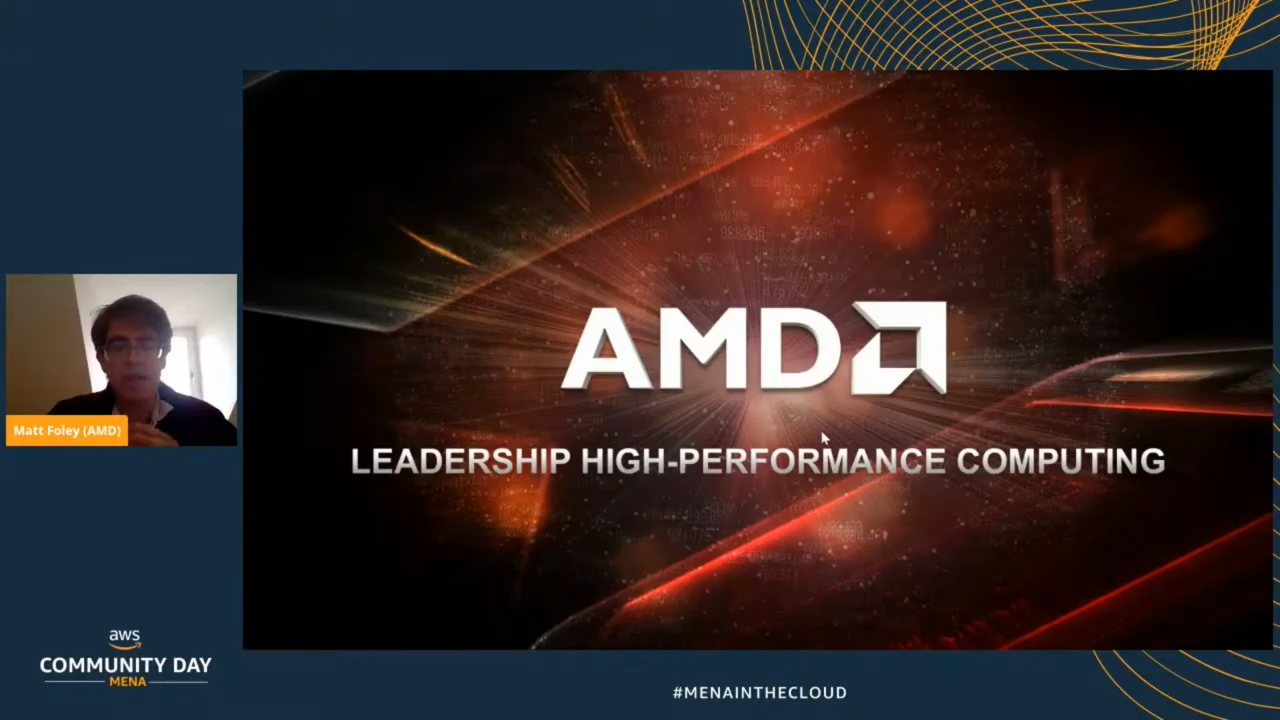 AMD
LEADERSHIP HIGH-PERFORMANCE COMPUTING
Matt Foley (AMD)
aws
COMMUNITY DAY
MENA
#MENAINTHECLOUD